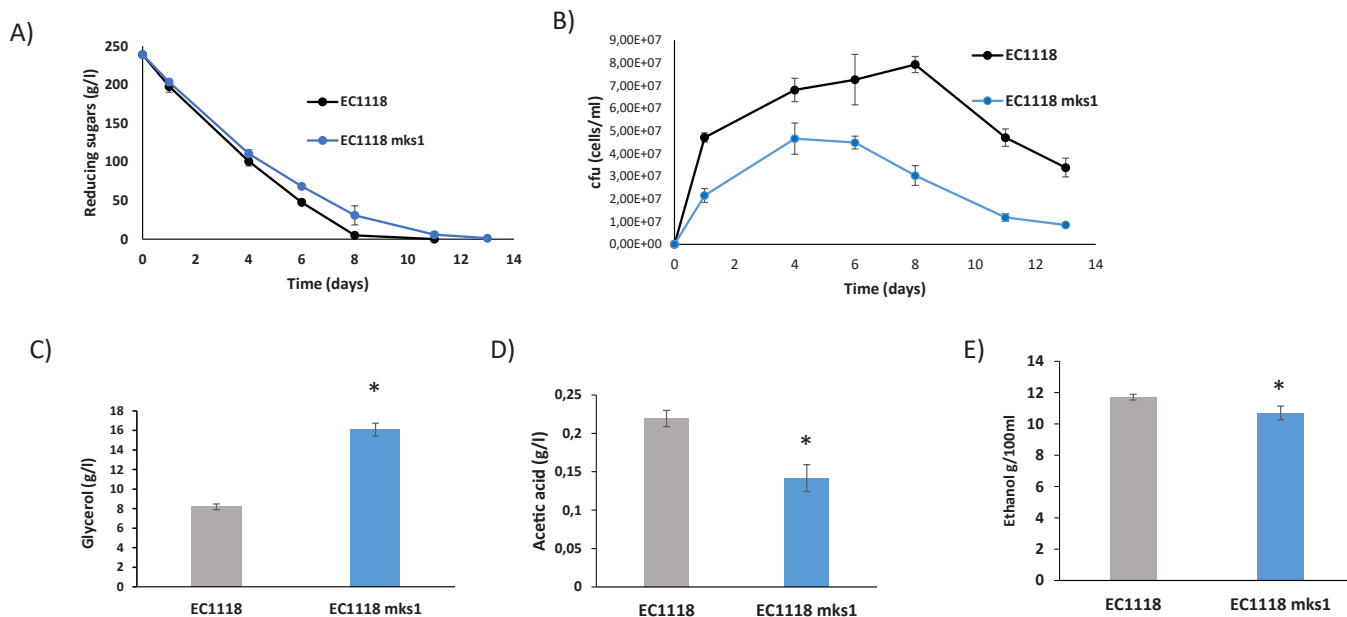 A)
Reducing sugars (g/l)
250
200
150
100
50
0
0 2 4 6 8 10 12 14
Time (days)
EC1118
EC1118 mks1
B)
cfu (cells/ml)
9,00E+07
8,00E+07
7,00E+07
6,00E+07
5,00E+07
4,00E+07
3,00E+07
2,00E+07
1,00E+07
0,00E+00
0 2 4 6 8 10 12 14
Time (days)
EC1118
EC1118 mks1
C)
Glycerol (g/l)
18
16
14
12
10
8
6
4
2
0
*
EC1118 EC1118 mks1
D)
Acetic acid (g/l)
0,25
0,2
0,15
0,1
0,05
0
*
EC1118 EC1118 mks1
E)
Ethanol g/100ml
14
12
10
8
6
4
2
0
*
EC1118 EC1118 mks1